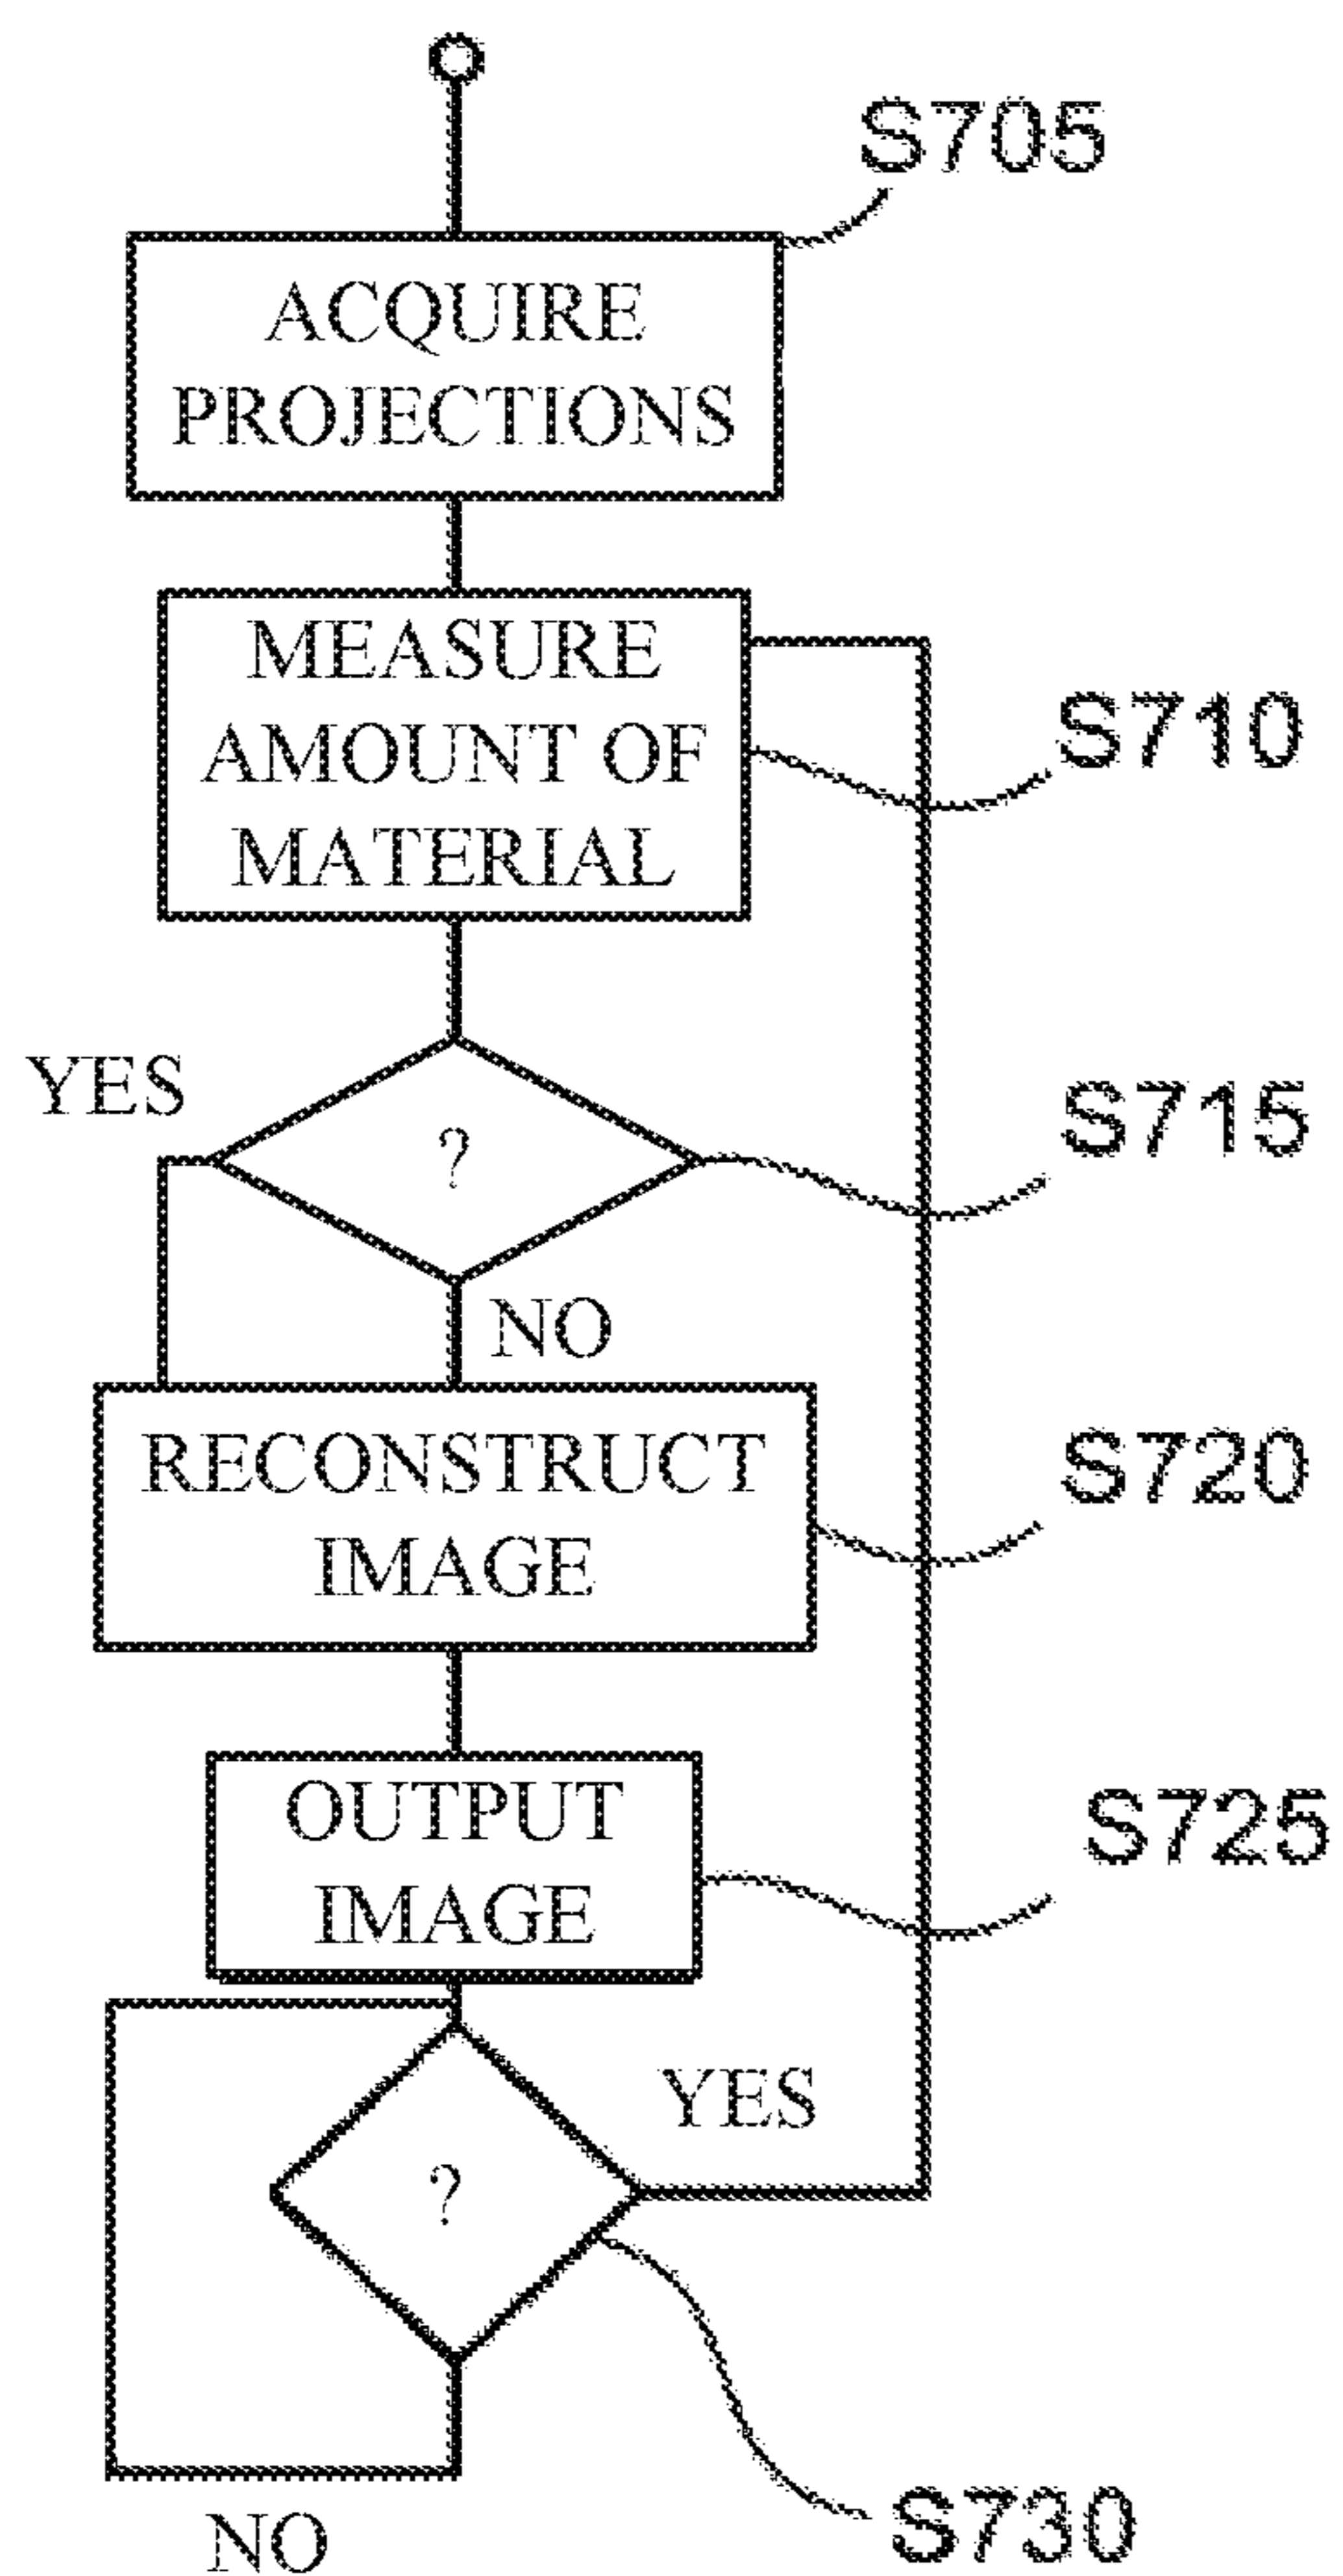 S705
ACQUIRE
PROJECTIONS
MEASURE
AMOUNT OF
MATERIAL
S710
YES
?
S715
NO
RECONSTRUCT
IMAGE
S720
OUTPUT
IMAGE
S725
YES
?
NO
S730